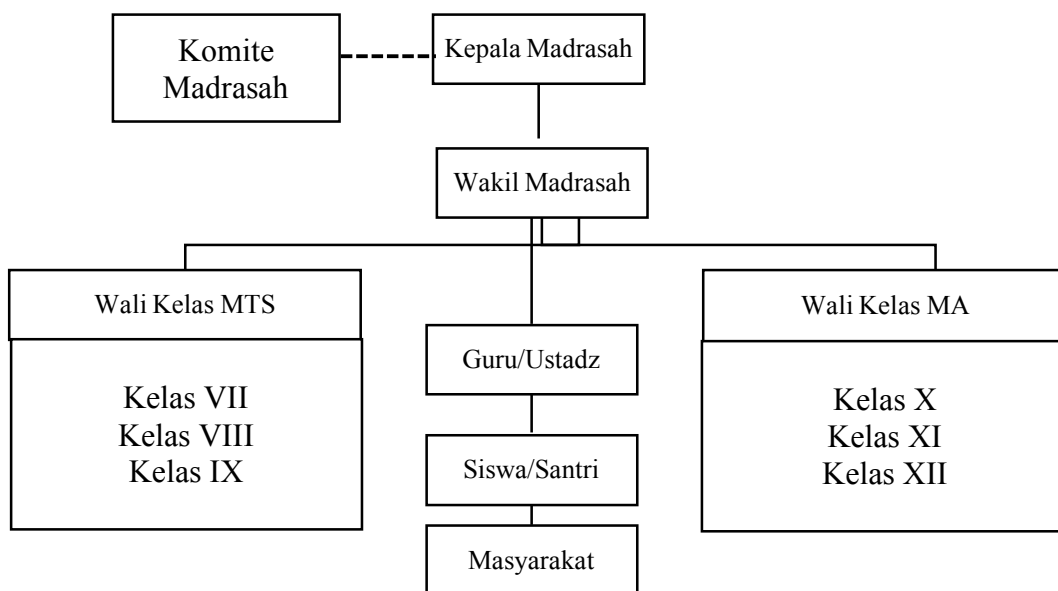 Komite
Madrasah
Kepala Madrasah
Wakil Madrasah
Wali Kelas MTS
Kelas VII
Kelas VIII
Kelas IX
Guru/Ustadz
Siswa/Santri
Masyarakat
Wali Kelas MA
Kelas X
Kelas XI
Kelas XII